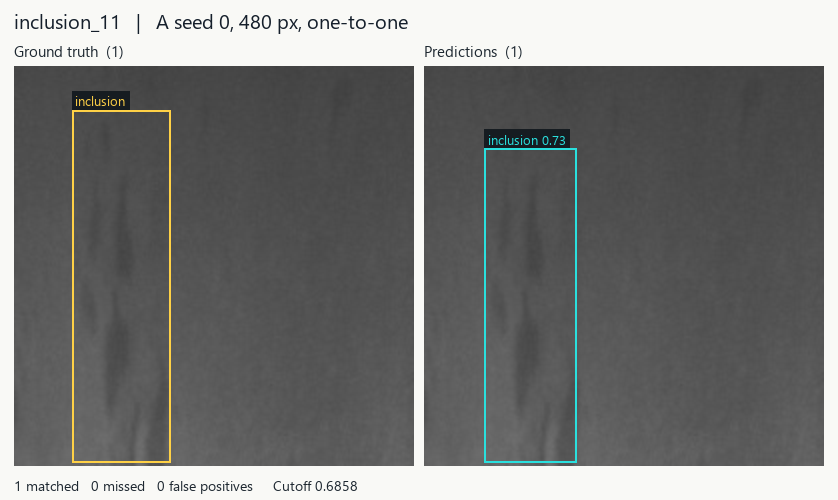 inclusion_11 | A seed 0, 480 px, one-to-one
Ground truth (1)
Predictions (1)
inclusion
inclusion 0.73
1 matched 0 missed 0 false positives Cutoff 0.6858